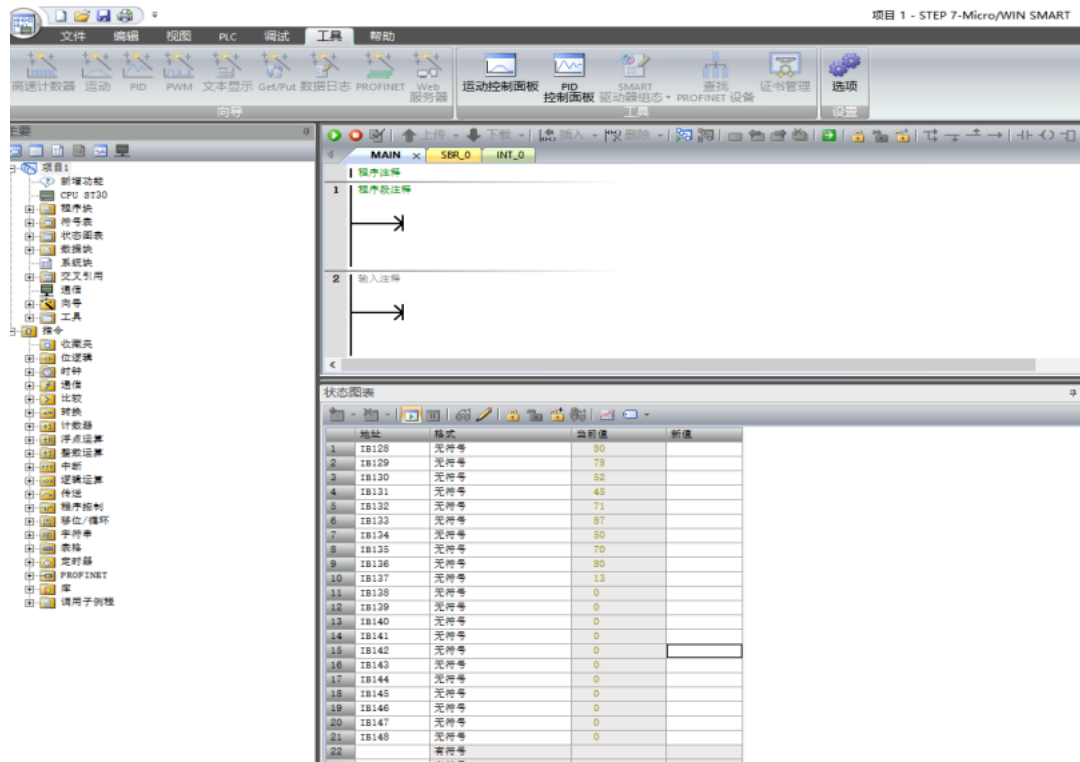 项目 1 - STEP 7-Micro/WIN SMART
文件 编辑 视图 PLC 调试 工具 帮助
高速计数器 运动 PID PWM 文本显示 Get/Put 数据日志 PROFINET Web 服务器
向导
运动控制面板 PID 控制面板 SMART 驱动器组态 查找 PROFINET 设备 证书管理
工具
选项
设置
主要
项目1
新增功能
CPU ST30
程序块
符号表
状态图表
数据块
系统块
交叉引用
通信
向导
工具
指令
收藏夹
位逻辑
时钟
通信
比较
转换
计数器
浮点运算
整数运算
中断
逻辑运算
传送
程序控制
移位/循环
字符串
表格
定时器
PROFINET
库
调用子例程
上传 下载 插入 删除
MAIN SBR_0 INT_0
程序注释
1 程序段注释
2 输入注释
状态图表
地址 格式 当前值 新值
1 IB128 无符号 80
2 IB129 无符号 78
3 IB130 无符号 52
4 IB131 无符号 45
5 IB132 无符号 71
6 IB133 无符号 87
7 IB134 无符号 50
8 IB135 无符号 70
9 IB136 无符号 80
10 IB137 无符号 13
11 IB138 无符号 0
12 IB139 无符号 0
13 IB140 无符号 0
14 IB141 无符号 0
15 IB142 无符号 0
16 IB143 无符号 0
17 IB144 无符号 0
18 IB145 无符号 0
19 IB146 无符号 0
20 IB147 无符号 0
21 IB148 无符号 0
22 有符号